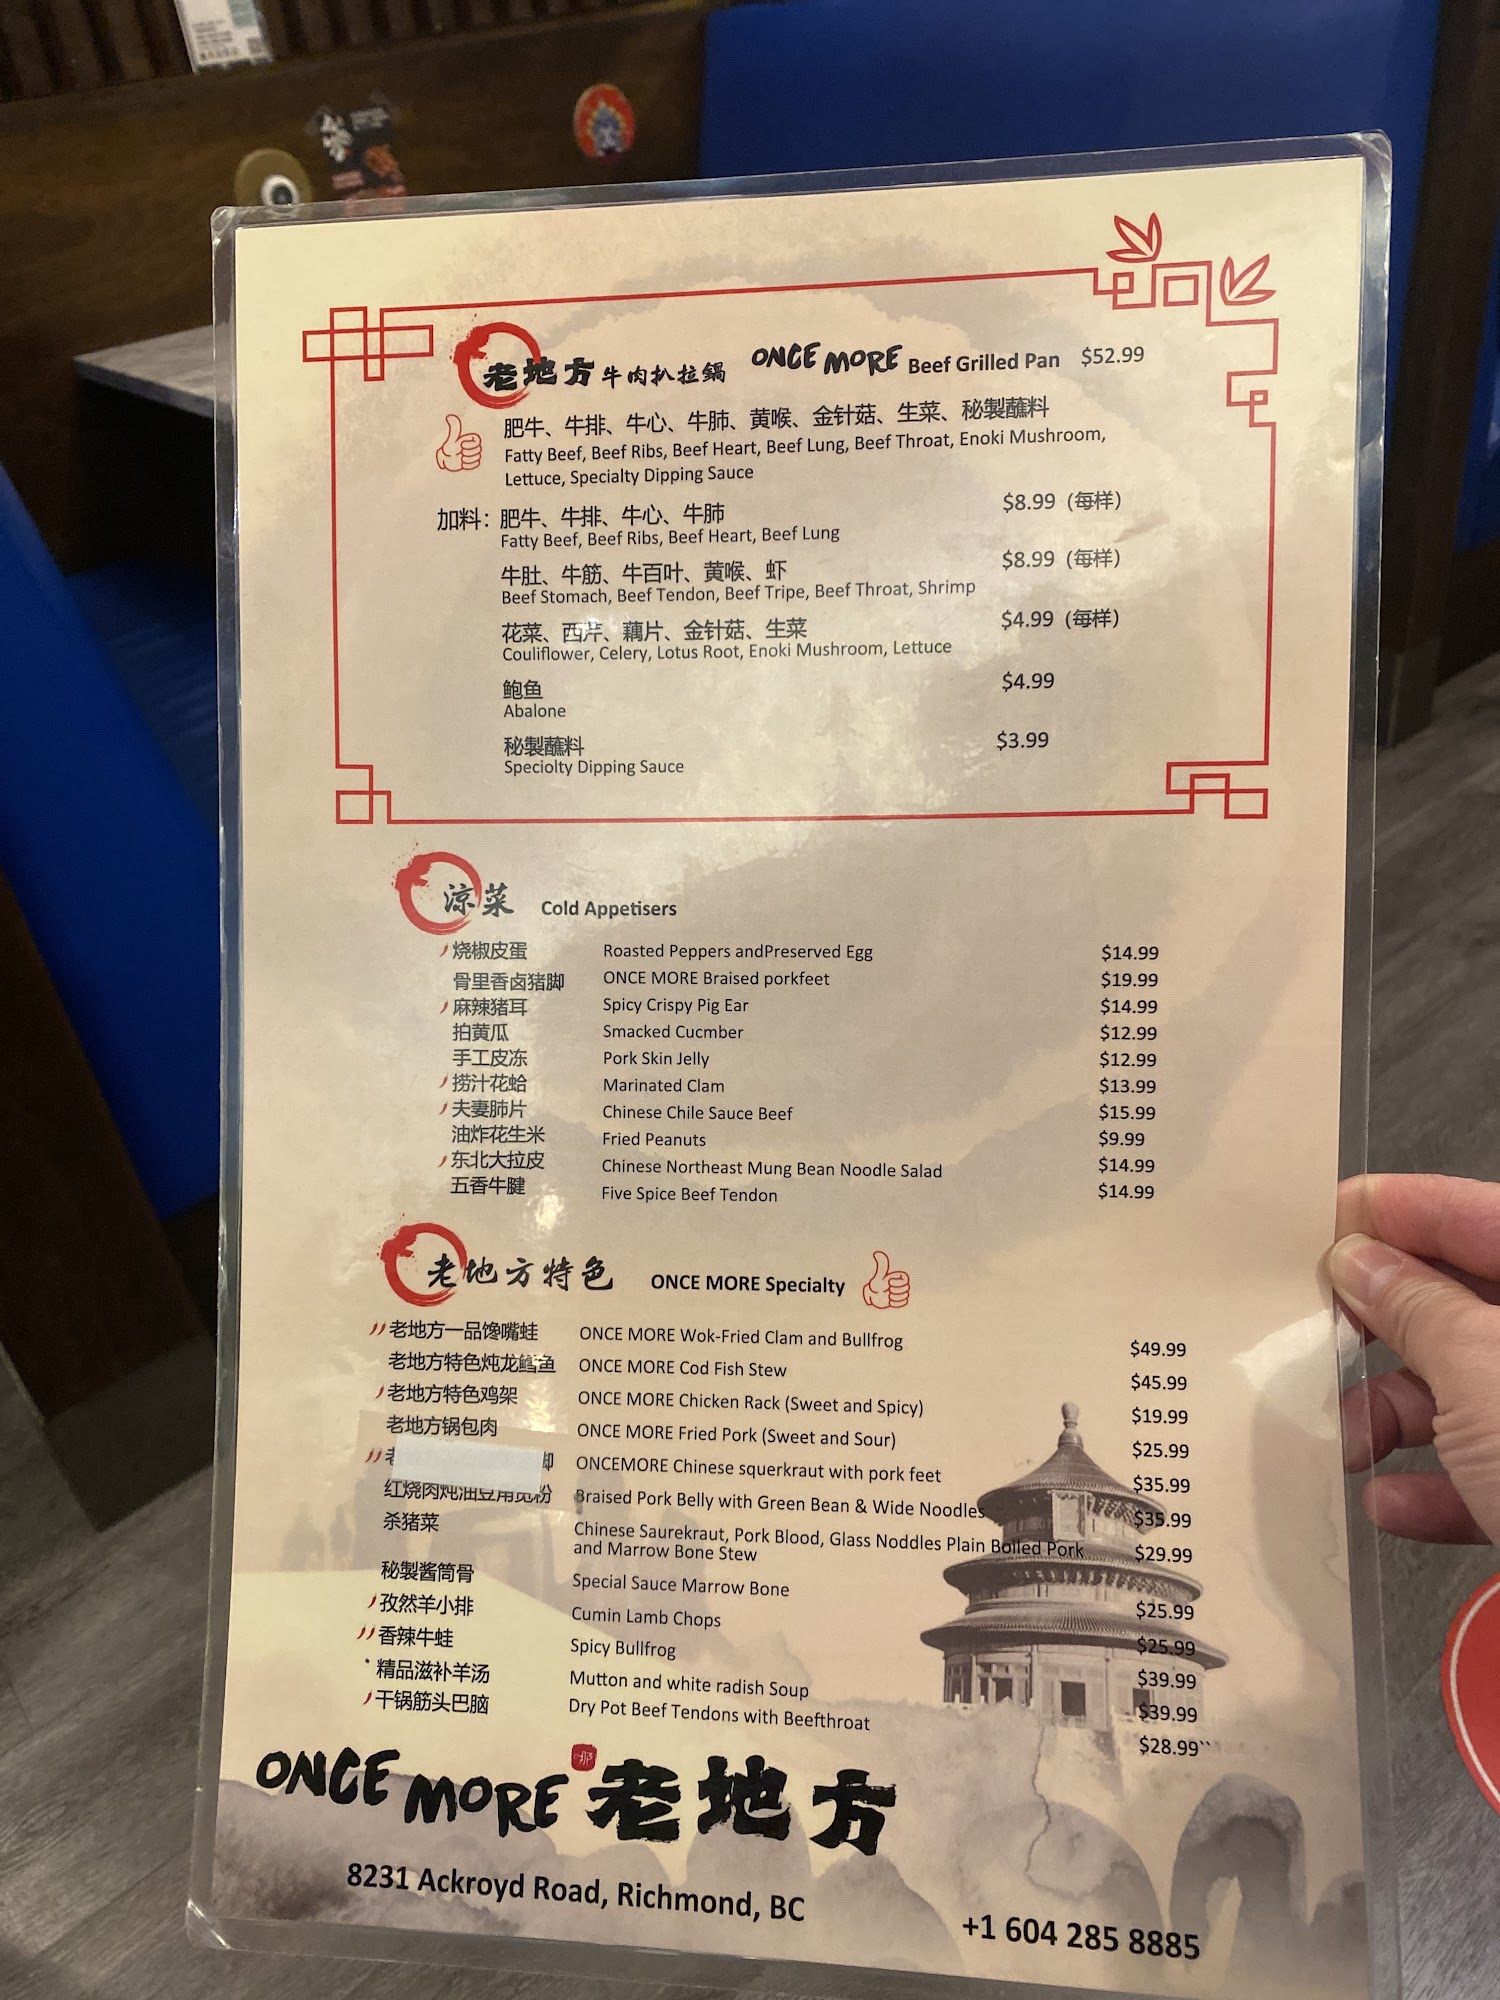 老地方 牛肉扒拉鍋 ONCE MORE Beef Grilled Pan $52.99
肥牛、牛排、牛心、牛肺、黄喉、金针菇、生菜、秘製蘸料
Fatty Beef, Beef Ribs, Beef Heart, Beef Lung, Beef Throat, Enoki Mushroom,
Lettuce, Specialty Dipping Sauce
加料：肥牛、牛排、牛心、牛肺 $8.99 (每样)
Fatty Beef, Beef Ribs, Beef Heart, Beef Lung
牛肚、牛筋、牛百叶、黄喉、虾 $8.99 (每样)
Beef Stomach, Beef Tendon, Beef Tripe, Beef Throat, Shrimp
花菜、西芹、藕片、金针菇、生菜 $4.99 (每样)
Couliflower, Celery, Lotus Root, Enoki Mushroom, Lettuce
鲍鱼 $4.99
Abalone
秘製蘸料 $3.99
Speciolty Dipping Sauce
涼菜 Cold Appetisers
烧椒皮蛋 Roasted Peppers andPreserved Egg $14.99
骨里香卤猪脚 ONCE MORE Braised porkfeet $19.99
麻辣猪耳 Spicy Crispy Pig Ear $14.99
拍黄瓜 Smacked Cucmber $12.99
手工皮冻 Pork Skin Jelly $12.99
捞汁花蛤 Marinated Clam $13.99
夫妻肺片 Chinese Chile Sauce Beef $15.99
油炸花生米 Fried Peanuts $9.99
东北大拉皮 Chinese Northeast Mung Bean Noodle Salad $14.99
五香牛腱 Five Spice Beef Tendon $14.99
老地方特色 ONCE MORE Specialty
老地方一品馋嘴蛙 ONCE MORE Wok-Fried Clam and Bullfrog $49.99
老地方特色炖龙鳕鱼 ONCE MORE Cod Fish Stew $45.99
老地方特色鸡架 ONCE MORE Chicken Rack (Sweet and Spicy) $19.99
老地方锅包肉 ONCE MORE Fried Pork (Sweet and Sour) $25.99
老 脚 ONCEMORE Chinese squerkraut with pork feet $35.99
红烧肉炖油豆角宽粉 Braised Pork Belly with Green Bean & Wide Noodles $35.99
杀猪菜 Chinese Saurekraut, Pork Blood, Glass Noddles Plain Bolled Pork $29.99
and Marrow Bone Stew
秘製酱筒骨 Special Sauce Marrow Bone $25.99
孜然羊小排 Cumin Lamb Chops $25.99
香辣牛蛙 Spicy Bullfrog $39.99
精品滋补羊汤 Mutton and white radish Soup $39.99
干锅筋头巴脑 Dry Pot Beef Tendons with Beefthroat $28.99``
ONCE MORE 老地方
8231 Ackroyd Road, Richmond, BC
+1 604 285 8885